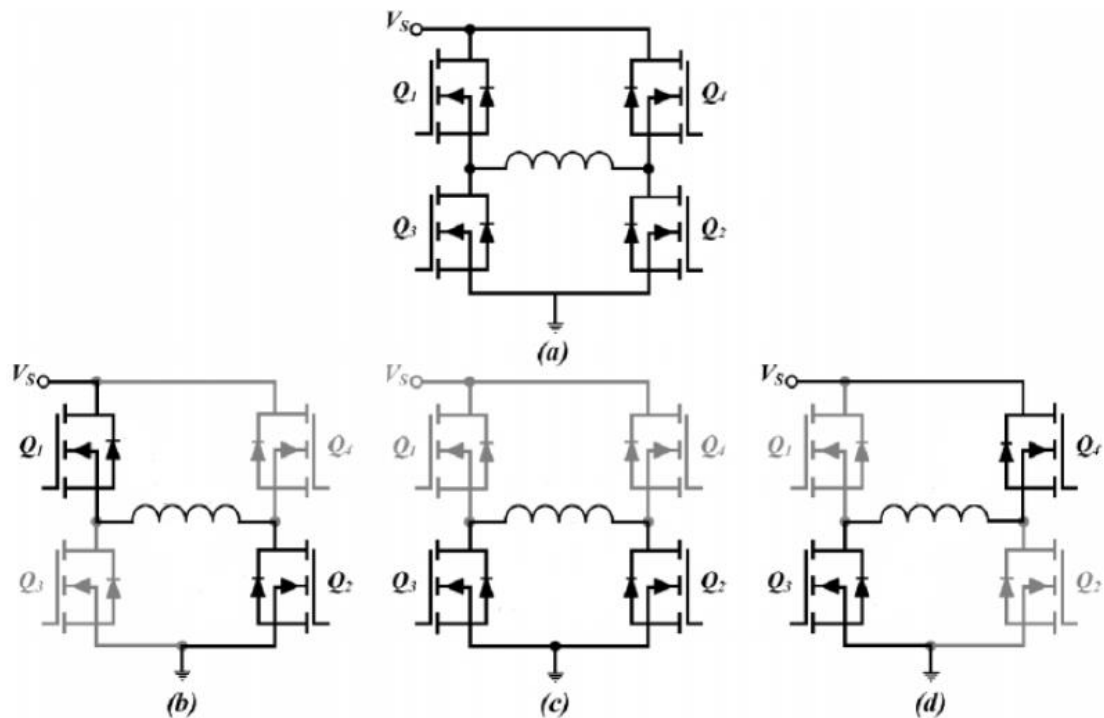 Vs
Q1 Q4
Q3 Q2
(a)
Vs Vs Vs
Q1 Q4 Q1 Q4 Q1 Q4
Q3 Q2 Q3 Q2 Q3 Q2
(b) (c) (d)